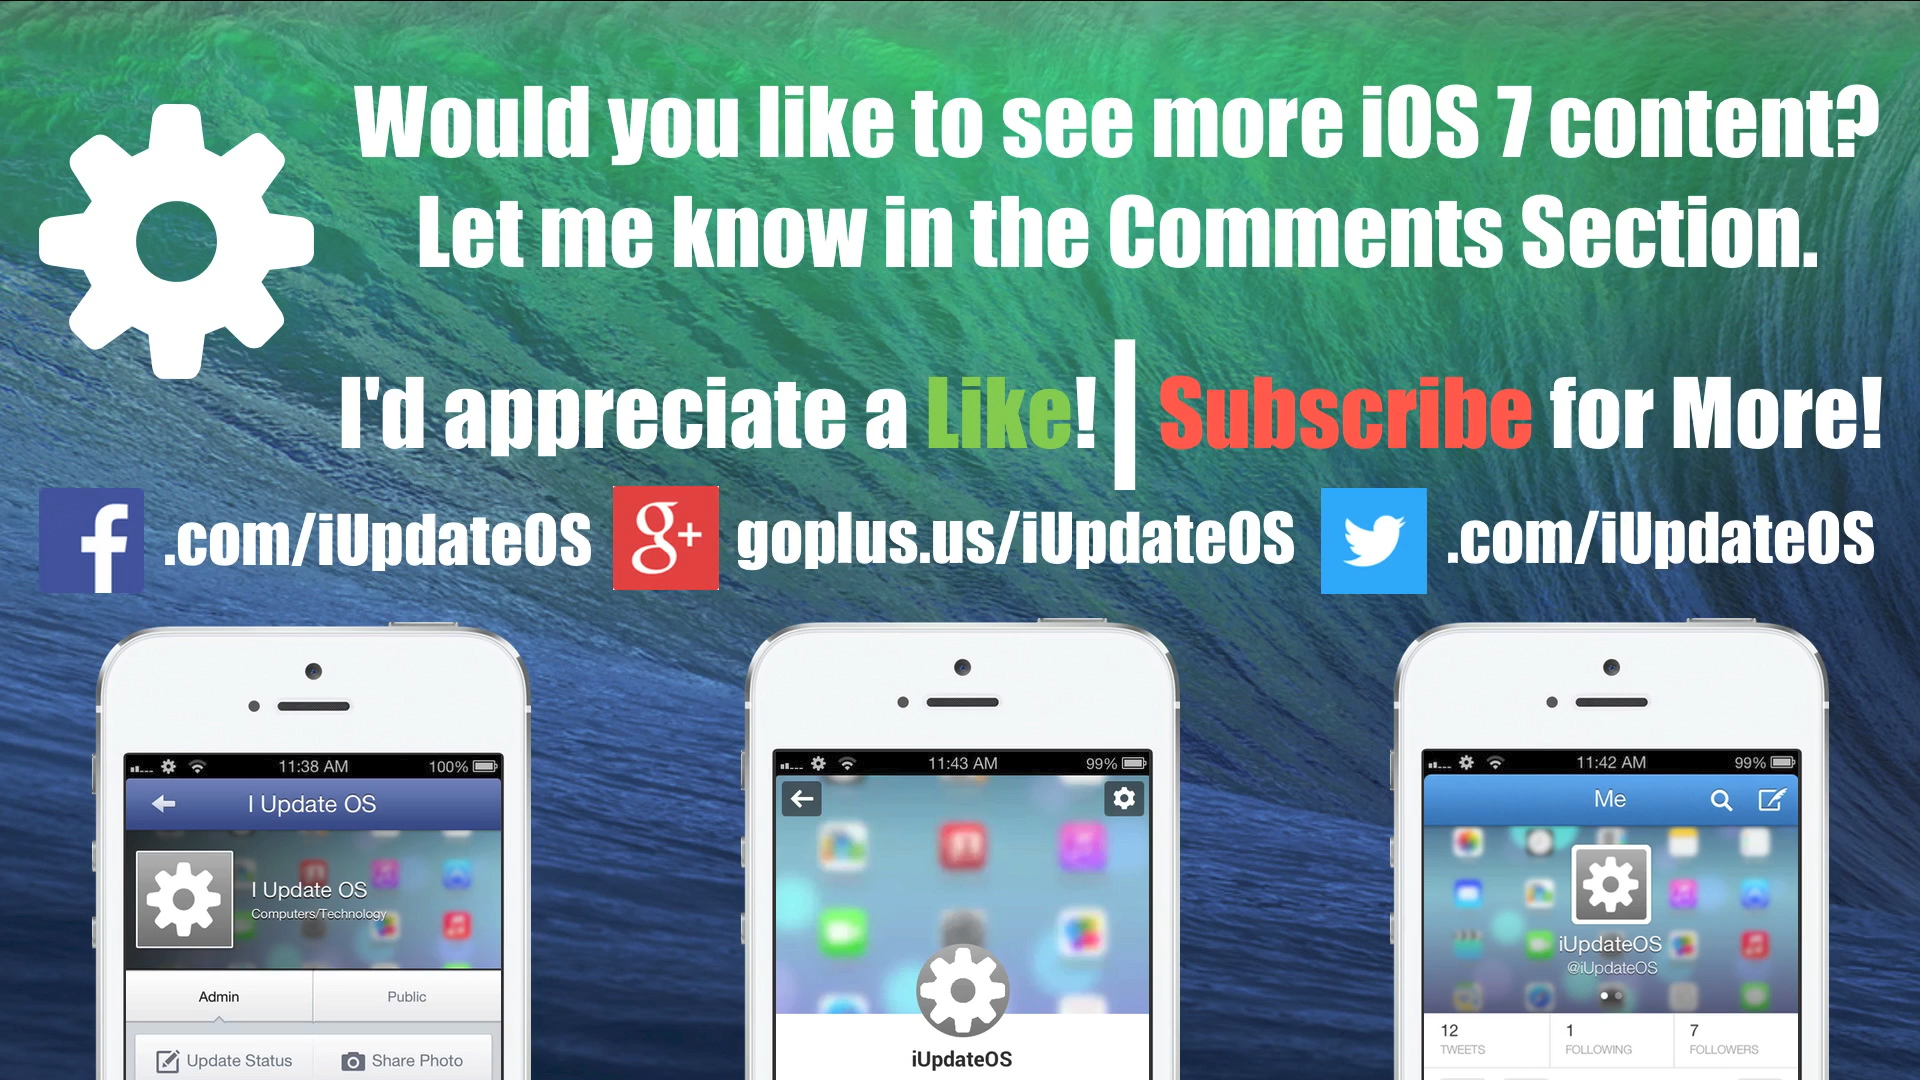 Would you like to see more iOS 7 content?
Let me know in the Comments Section.
I'd appreciate a Like! | Subscribe for More!
f .com/iUpdateOS g+ goplus.us/iUpdateOS .com/iUpdateOS
11:38 AM 100%
I Update OS
I Update OS
Computers/Technology
Admin Public
Update Status Share Photo
11:43 AM 99%
iUpdateOS
11:42 AM 99%
Me
iUpdateOS
@iUpdateOS
12 1 7
TWEETS FOLLOWING FOLLOWERS